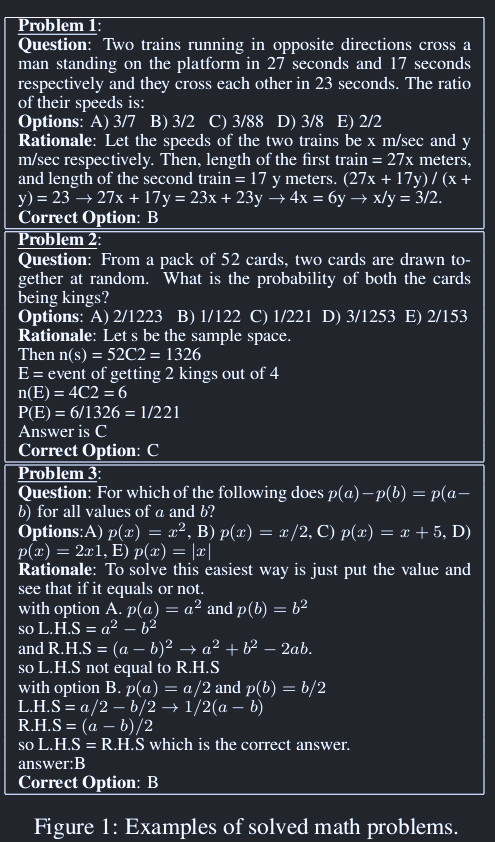 Problem 1:
Question: Two trains running in opposite directions cross a
man standing on the platform in 27 seconds and 17 seconds
respectively and they cross each other in 23 seconds. The ratio
of their speeds is:
Options: A) 3/7 B) 3/2 C) 3/88 D) 3/8 E) 2/2
Rationale: Let the speeds of the two trains be x m/sec and y
m/sec respectively. Then, length of the first train = 27x meters,
and length of the second train = 17 y meters. (27x + 17y) / (x +
y) = 23 → 27x + 17y = 23x + 23y → 4x = 6y → x/y = 3/2.
Correct Option: B
Problem 2:
Question: From a pack of 52 cards, two cards are drawn to-
gether at random. What is the probability of both the cards
being kings?
Options: A) 2/1223 B) 1/122 C) 1/221 D) 3/1253 E) 2/153
Rationale: Let s be the sample space.
Then n(s) = 52C2 = 1326
E = event of getting 2 kings out of 4
n(E) = 4C2 = 6
P(E) = 6/1326 = 1/221
Answer is C
Correct Option: C
Problem 3:
Question: For which of the following does p(a)−p(b) = p(a−
b) for all values of a and b?
Options:A) p(x) = x², B) p(x) = x/2, C) p(x) = x + 5, D)
p(x) = 2x1, E) p(x) = |x|
Rationale: To solve this easiest way is just put the value and
see that if it equals or not.
with option A. p(a) = a² and p(b) = b²
so L.H.S = a² − b²
and R.H.S = (a − b)² → a² + b² − 2ab.
so L.H.S not equal to R.H.S
with option B. p(a) = a/2 and p(b) = b/2
L.H.S = a/2 − b/2 → 1/2(a − b)
R.H.S = (a − b)/2
so L.H.S = R.H.S which is the correct answer.
answer:B
Correct Option: B
Figure 1: Examples of solved math problems.